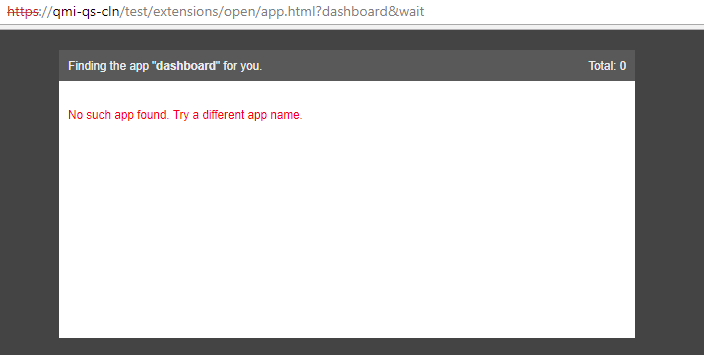 https://qmi-qs-cln/test/extensions/open/app.html?dashboard&wait
Finding the app "dashboard" for you. Total: 0
No such app found. Try a different app name.